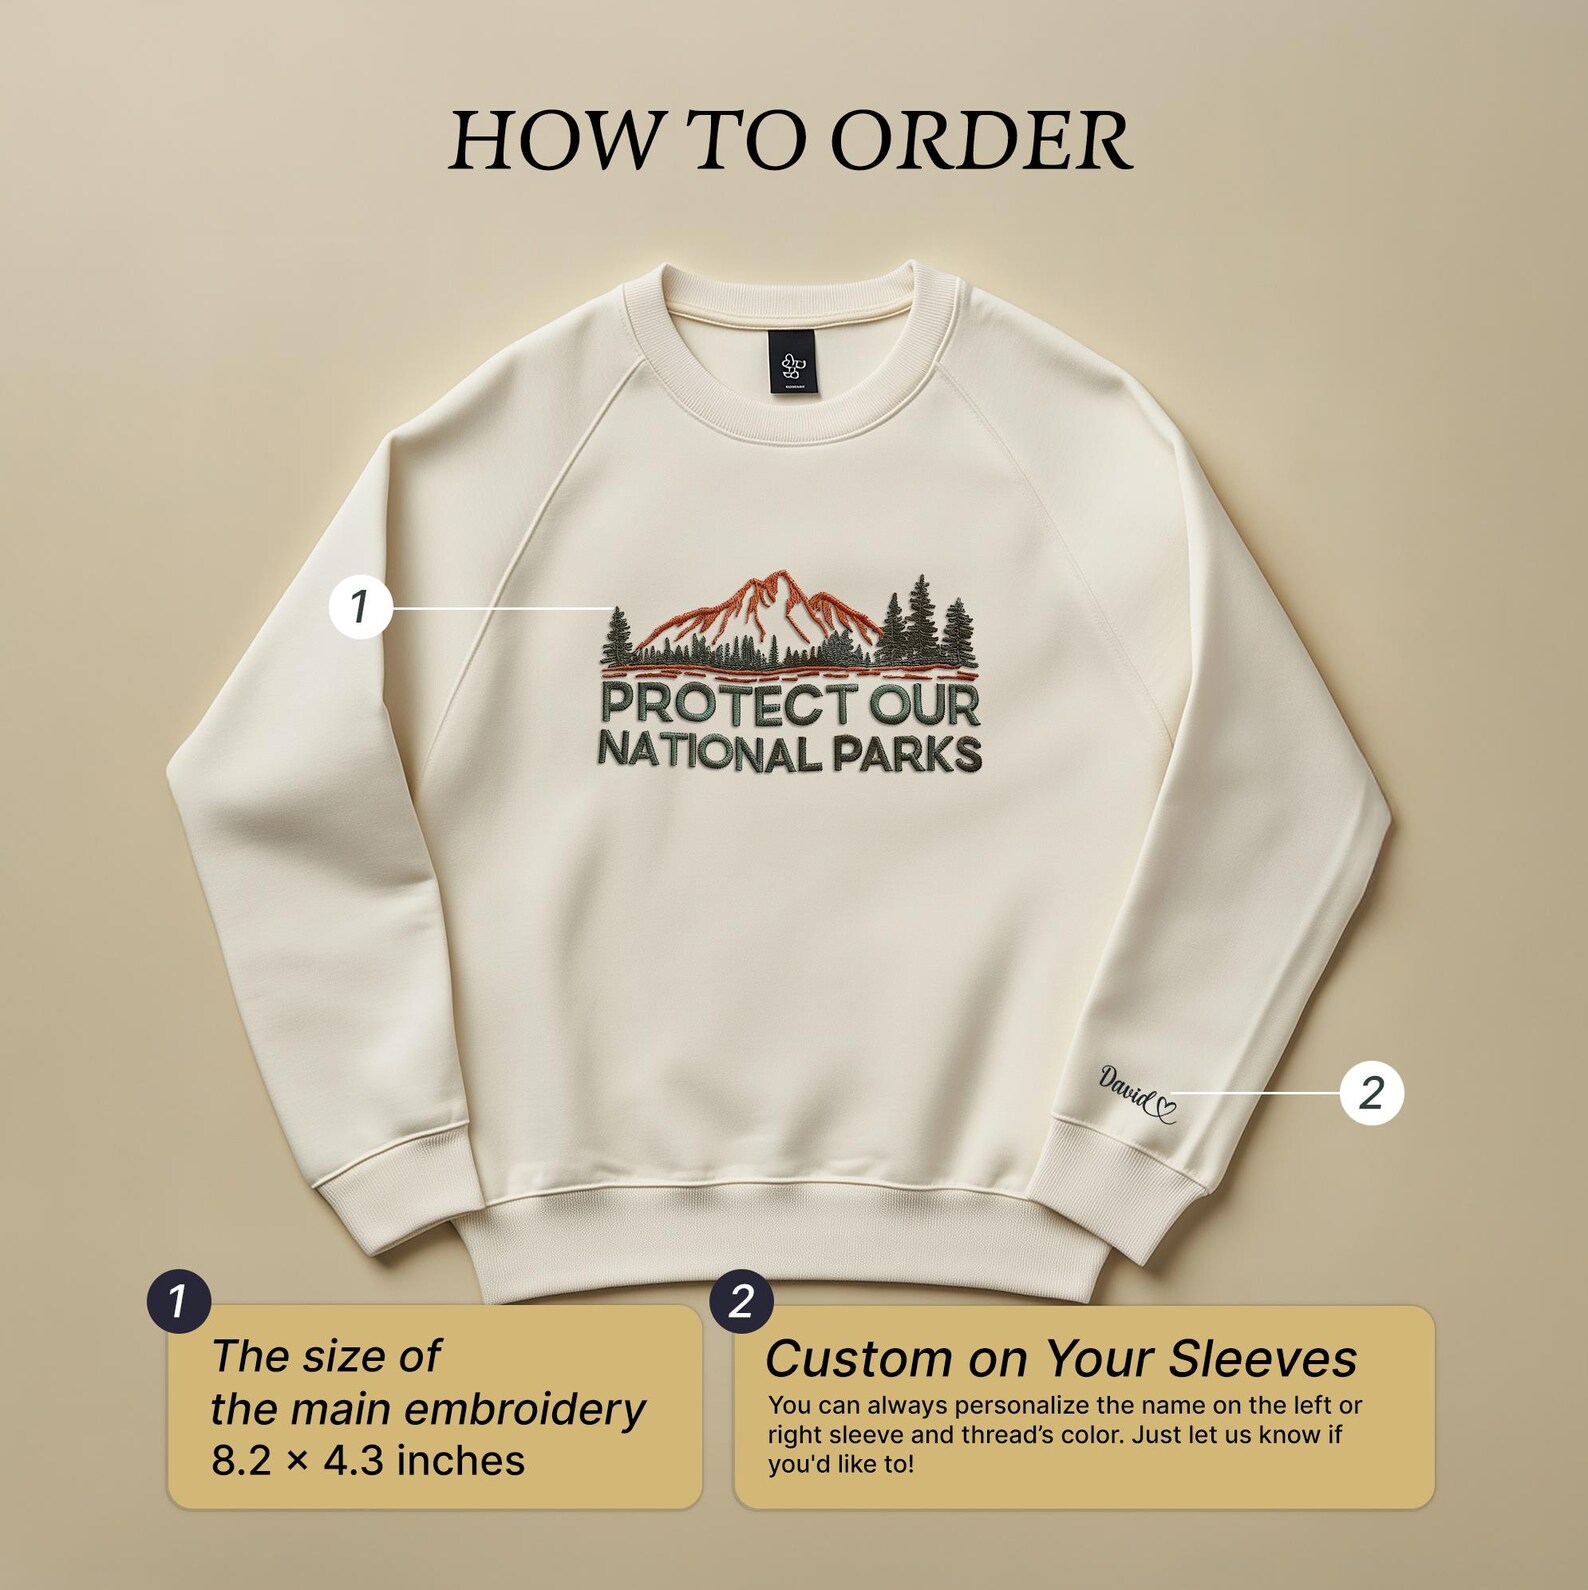 HOW TO ORDER
1
PROTECT OUR
NATIONAL PARKS
David
2
1
The size of
the main embroidery
8.2 × 4.3 inches
2
Custom on Your Sleeves
You can always personalize the name on the left or
right sleeve and thread’s color. Just let us know if
you'd like to!